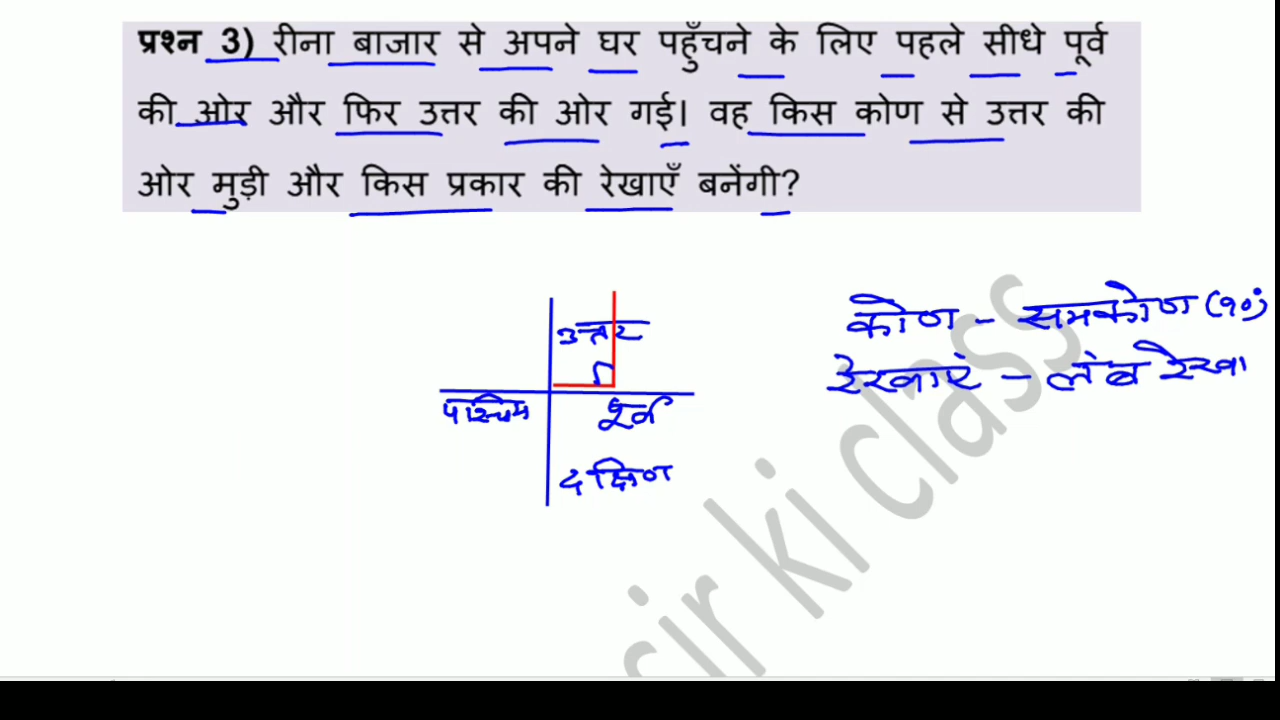 प्रश्न 3) रीना बाजार से अपने घर पहुँचने के लिए पहले सीधे पूर्व
की ओर और फिर उत्तर की ओर गई। वह किस कोण से उत्तर की
ओर मुड़ी और किस प्रकार की रेखाएँ बनेंगी?
कोण - समकोण (90°)
उत्तर
रेखाएं - लंब रेखा
पश्चिम पूर्व
दक्षिण
sir ki class